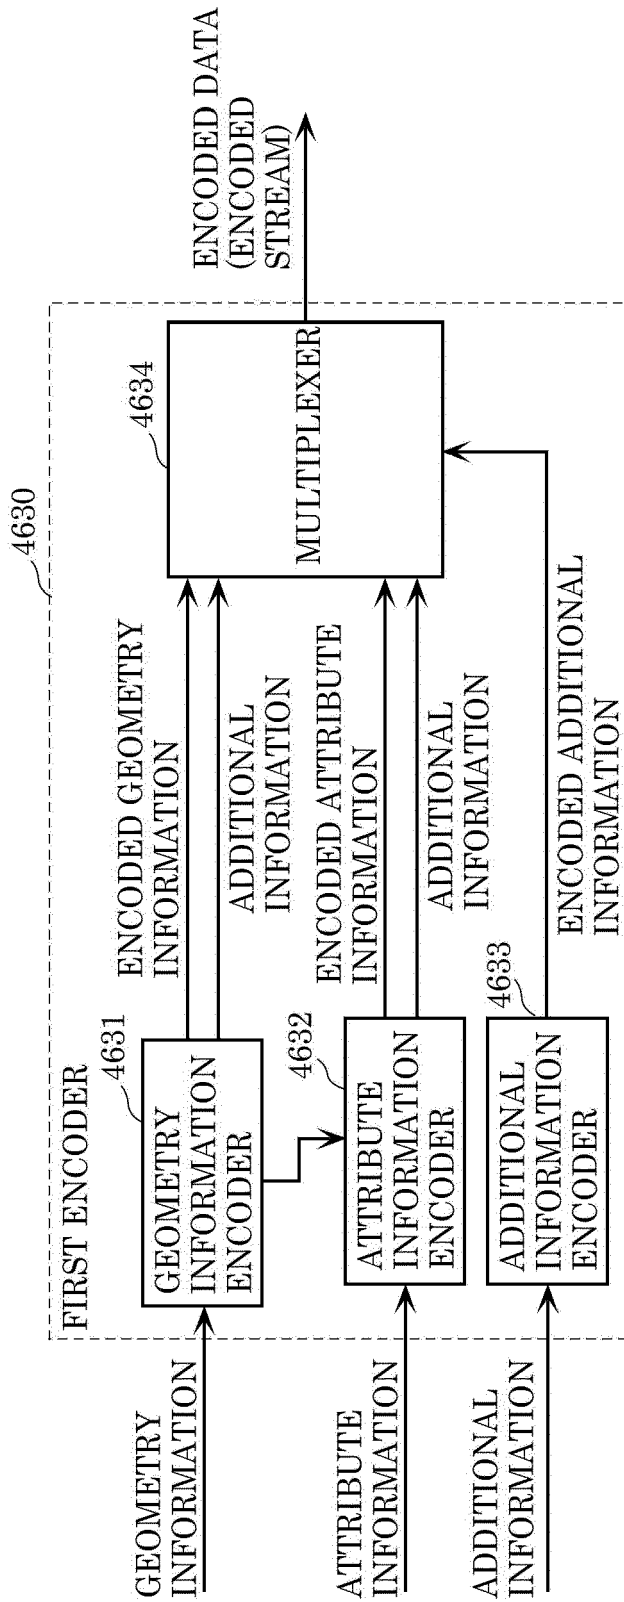 4630
FIRST ENCODER
GEOMETRY
INFORMATION
4631
GEOMETRY
INFORMATION
ENCODER
ENCODED GEOMETRY
INFORMATION
ADDITIONAL
INFORMATION
4634
MULTIPLEXER
ENCODED DATA
(ENCODED
STREAM)
ATTRIBUTE
INFORMATION
4632
ATTRIBUTE
INFORMATION
ENCODER
ENCODED ATTRIBUTE
INFORMATION
ADDITIONAL
INFORMATION
ADDITIONAL
INFORMATION
4633
ADDITIONAL
INFORMATION
ENCODER
ENCODED ADDITIONAL
INFORMATION